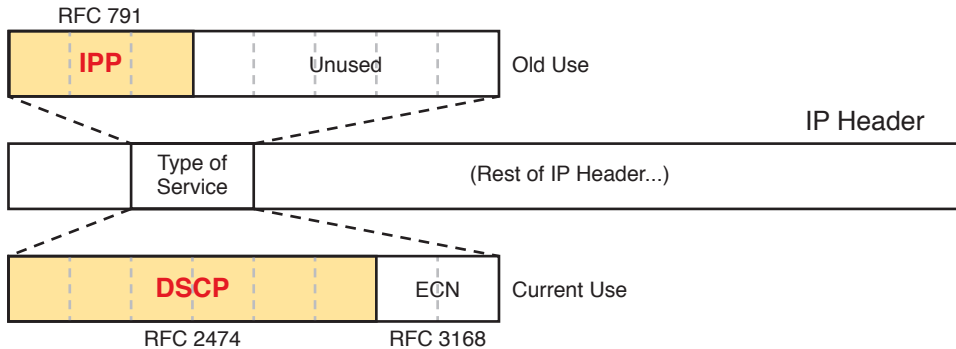 RFC 791
IPP
Unused
Old Use
IP Header
Type of
Service
(Rest of IP Header...)
DSCP
ECN
Current Use
RFC 2474
RFC 3168